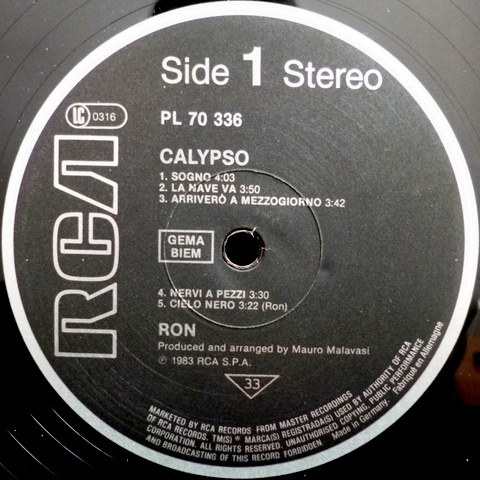 Side 1 Stereo
LC 0316
PL 70 336
RCA
CALYPSO
1. SOGNO 4:03
2. LA NAVE VA 3:50
3. ARRIVERÒ A MEZZOGIORNO 3:42
GEMA
BIEM
4. NERVI A PEZZI 3:30
5. CIELO NERO 3:22 (Ron)
RON
Produced and arranged by Mauro Malavasi
℗ 1983 RCA S.P.A.
33
MARKETED BY RCA RECORDS FROM MASTER RECORDINGS
OF RCA RECORDS. TM(S) ® MARCA(S) REGISTRADA(S) USED BY AUTHORITY OF RCA
CORPORATION. ALL RIGHTS RESERVED. UNAUTHORISED COPYING, PUBLIC PERFORMANCE
AND BROADCASTING OF THIS RECORD FORBIDDEN Made in Germany. Fabriqué en Allemagne